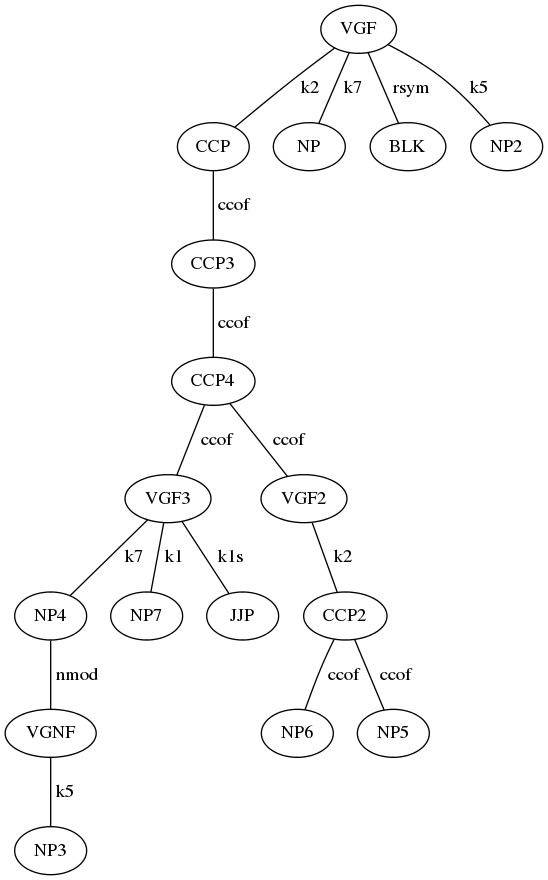 VGF
k2 k7 rsym k5
CCP NP BLK NP2
ccof
CCP3
ccof
CCP4
ccof ccof
VGF3 VGF2
k7 k1 k1s k2
NP4 NP7 JJP CCP2
nmod ccof ccof
VGNF NP6 NP5
k5
NP3